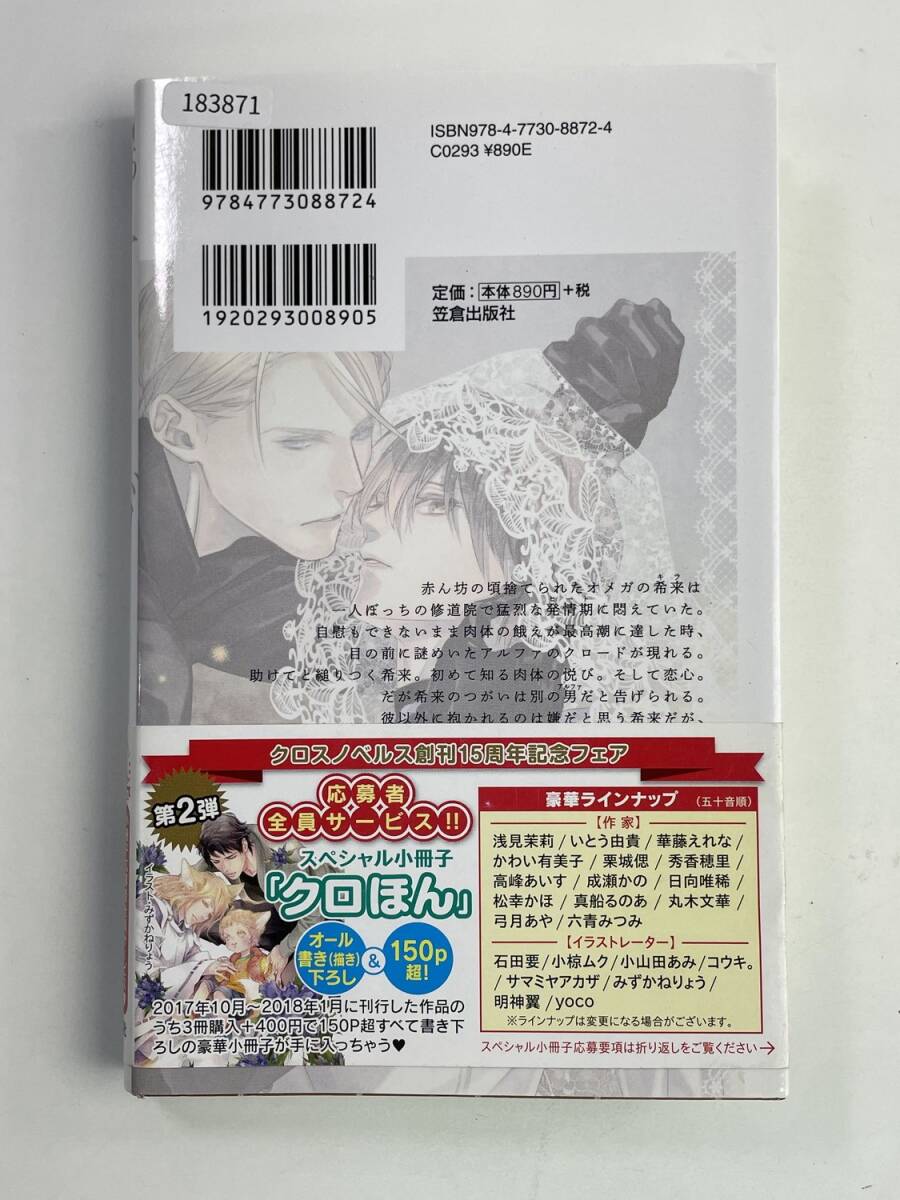 183871
ISBN978-4-7730-8872-4
C0293 ¥890E
9784773088724
1920293008905
定価：本体890円＋税
笠倉出版社
赤ん坊の頃捨てられたオメガの希来は
一人ぼっちの修道院で猛烈な発情期に悶えていた。
自慰もできないまま肉体の餓えが最高潮に達した時、
目の前に謎めいたアルファのクロードが現れる。
助けてと縋りつく希来。初めて知る肉体の悦び。そして恋心。
だが希来のつがいは別の男だと告げられる。
彼以外に抱かれるのは嫌だと思う希来だが、
クロスノベルス創刊15周年記念フェア
第2弾
応募者
全員サービス!!
スペシャル小冊子
「クロほん」
オール
書き(描き)
下ろし
&
150p
超!
イラスト・みずかねりょう
2017年10月〜2018年1月に刊行した作品の
うち3冊購入＋400円で150P超すべて書き下
ろしの豪華小冊子が手に入っちゃう♥
豪華ラインナップ（五十音順）
【作 家】
浅見茉莉/いとう由貴/華藤えれな/
かわい有美子/栗城偲/秀香穂里/
高峰あいす/成瀬かの/日向唯稀/
松幸かほ/真船るのあ/丸木文華/
弓月あや/六青みつみ
【イラストレーター】
石田要/小椋ムク/小山田あみ/コウキ。
/サマミヤアカザ/みずかねりょう/
明神翼/yoco
※ラインナップは変更になる場合がございます。
スペシャル小冊子応募要項は折り返しをご覧ください→